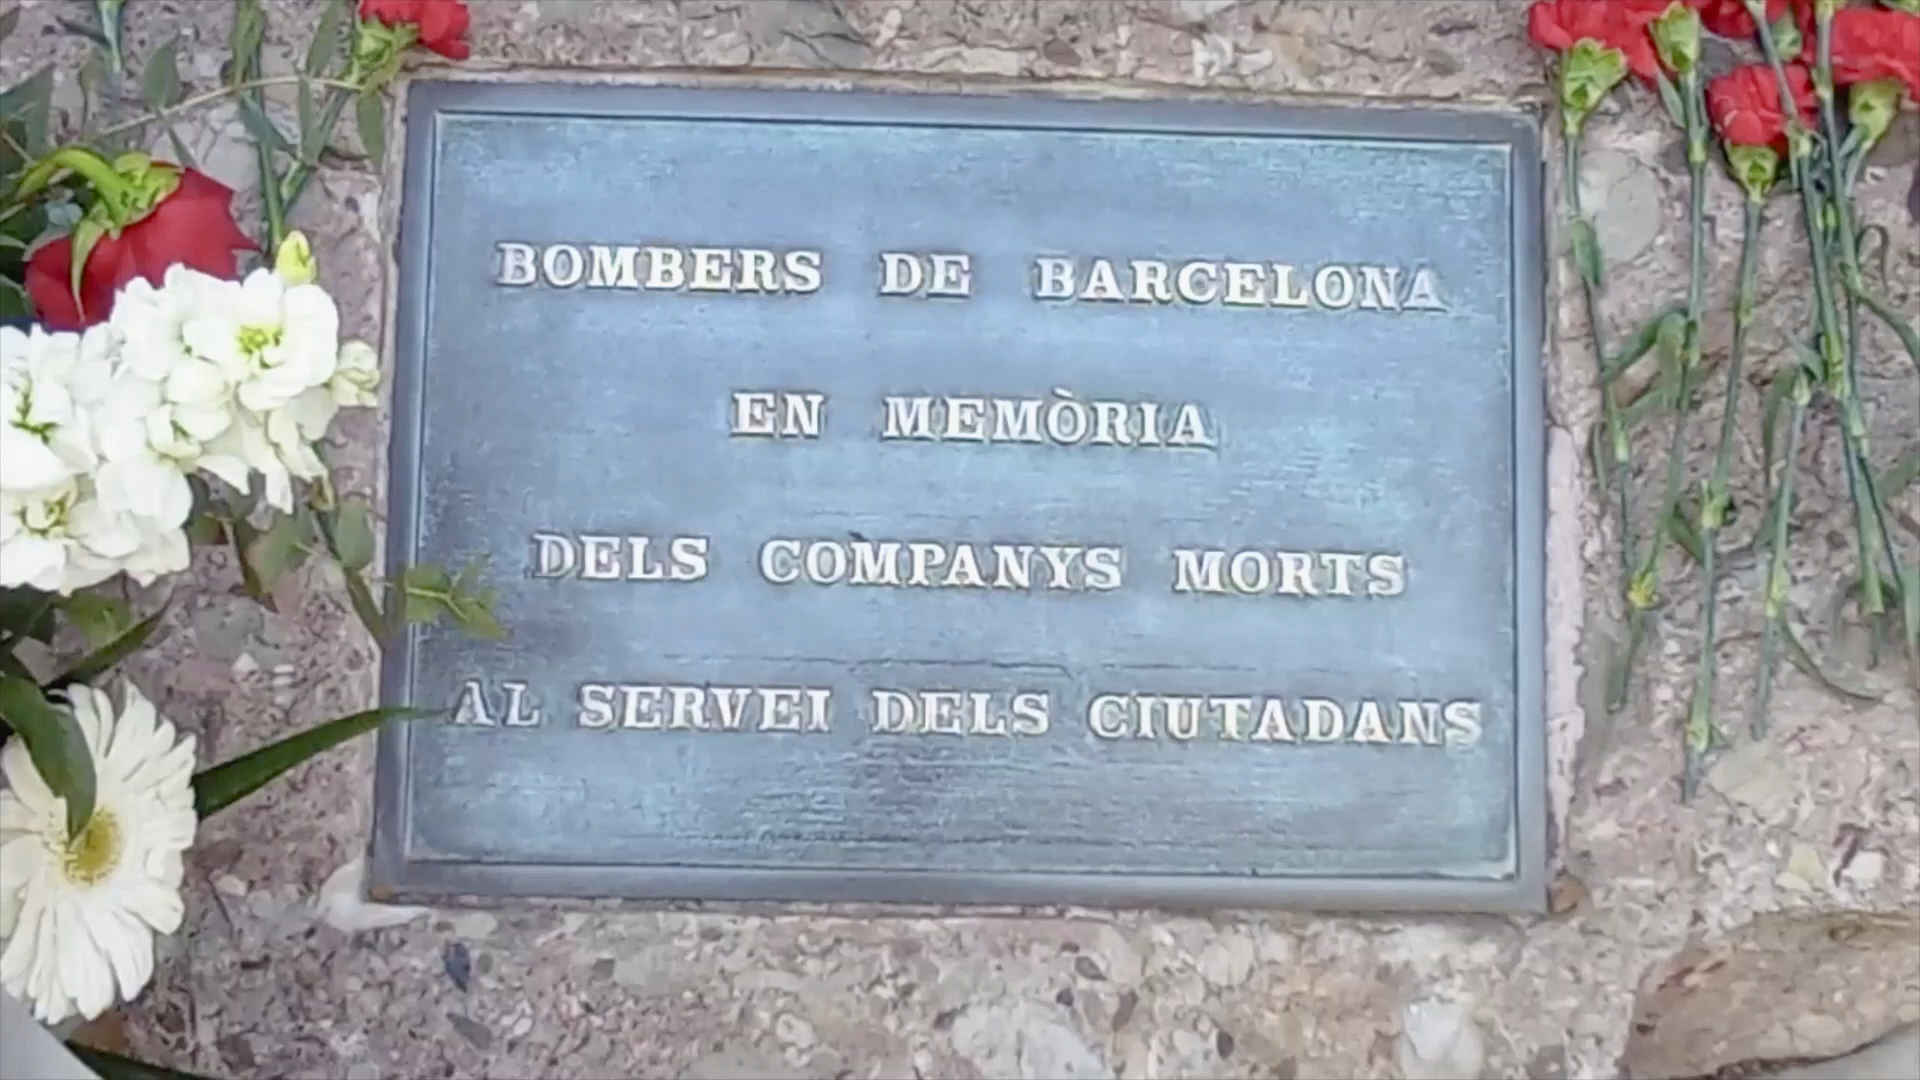 BOMBERS DE BARCELONA
EN MEMÒRIA
DELS COMPANYS MORTS
AL SERVEI DELS CIUTADANS